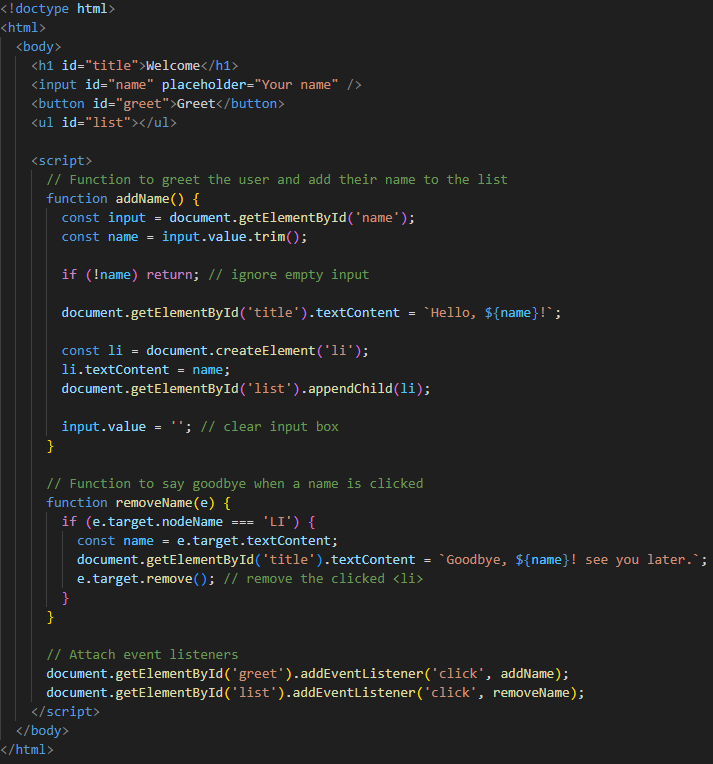 <!doctype html>
<html>
  <body>
    <h1 id="title">Welcome</h1>
    <input id="name" placeholder="Your name" />
    <button id="greet">Greet</button>
    <ul id="list"></ul>

    <script>
      // Function to greet the user and add their name to the list
      function addName() {
        const input = document.getElementById('name');
        const name = input.value.trim();

        if (!name) return; // ignore empty input

        document.getElementById('title').textContent = `Hello, ${name}!`;

        const li = document.createElement('li');
        li.textContent = name;
        document.getElementById('list').appendChild(li);

        input.value = ''; // clear input box
      }

      // Function to say goodbye when a name is clicked
      function removeName(e) {
        if (e.target.nodeName === 'LI') {
          const name = e.target.textContent;
          document.getElementById('title').textContent = `Goodbye, ${name}! see you later.`;
          e.target.remove(); // remove the clicked <li>
        }
      }

      // Attach event listeners
      document.getElementById('greet').addEventListener('click', addName);
      document.getElementById('list').addEventListener('click', removeName);
    </script>
  </body>
</html>